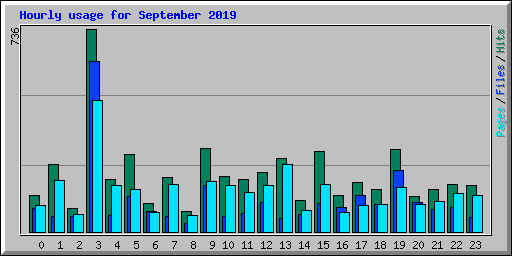 Hourly usage for September 2019
736
Pages / Files / Hits
0 1 2 3 4 5 6 7 8 9 10 11 12 13 14 15 16 17 18 19 20 21 22 23